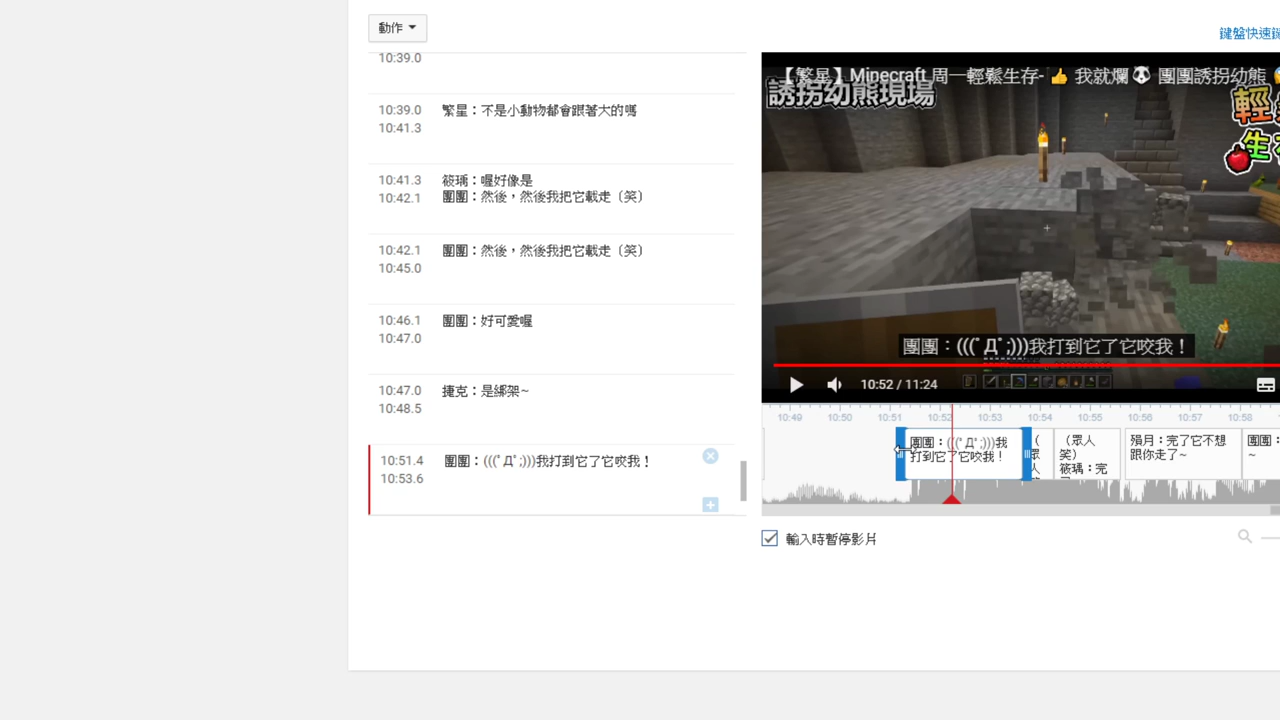 動作
鍵盤快速鍵
10:39.0
10:39.0 繁星：不是小動物都會跟著大的嗎
10:41.3
10:41.3 筱瑀：喔好像是
10:42.1 團團：然後，然後我把它載走〔笑〕
10:42.1 團團：然後，然後我把它載走〔笑〕
10:45.0
10:46.1 團團：好可愛喔
10:47.0
10:47.0 捷克：是綁架~
10:48.5
10:51.4 團團：(((ﾟДﾟ;)))我打到它了它咬我！
10:53.6
【繁星】Minecraft 周一輕鬆生存- 我就爛 團團誘拐幼熊
誘拐幼熊現場
輕
生
團團：(((ﾟДﾟ;)))我打到它了它咬我！
10:52 / 11:24
10:49 10:50 10:51 10:52 10:53 10:54 10:55 10:56 10:57 10:58
團團：(((ﾟДﾟ;)))我
打到它了它咬我！
（
眾
人
（眾人
笑）
筱瑀：完
殞月：完了它不想
跟你走了~
團團：
~
輸入時暫停影片